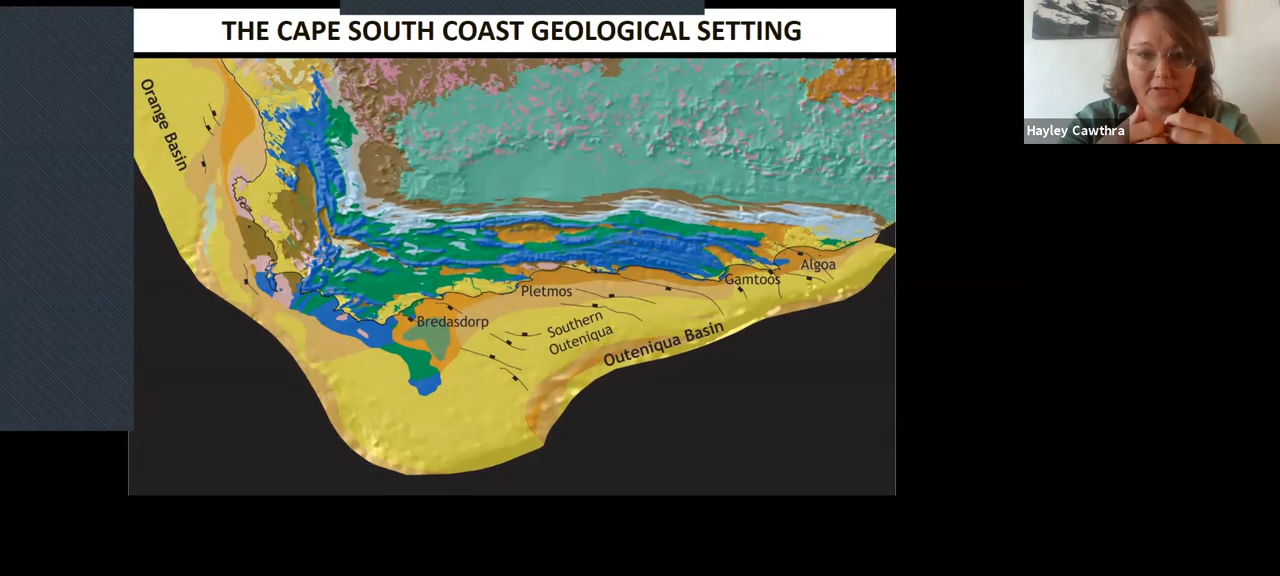 THE CAPE SOUTH COAST GEOLOGICAL SETTING
Hayley Cawthra
Orange Basin
Algoa
Gamtoos
Pletmos
Bredasdorp
Southern
Outeniqua
Outeniqua Basin